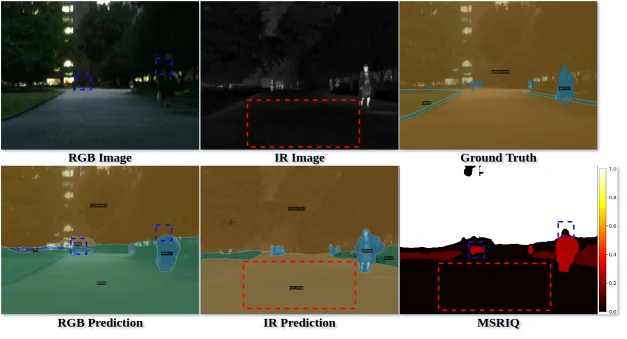 RGB Image
IR Image
Ground Truth
1.0
0.8
0.6
0.4
0.2
0.0
RGB Prediction
IR Prediction
MSRIQ